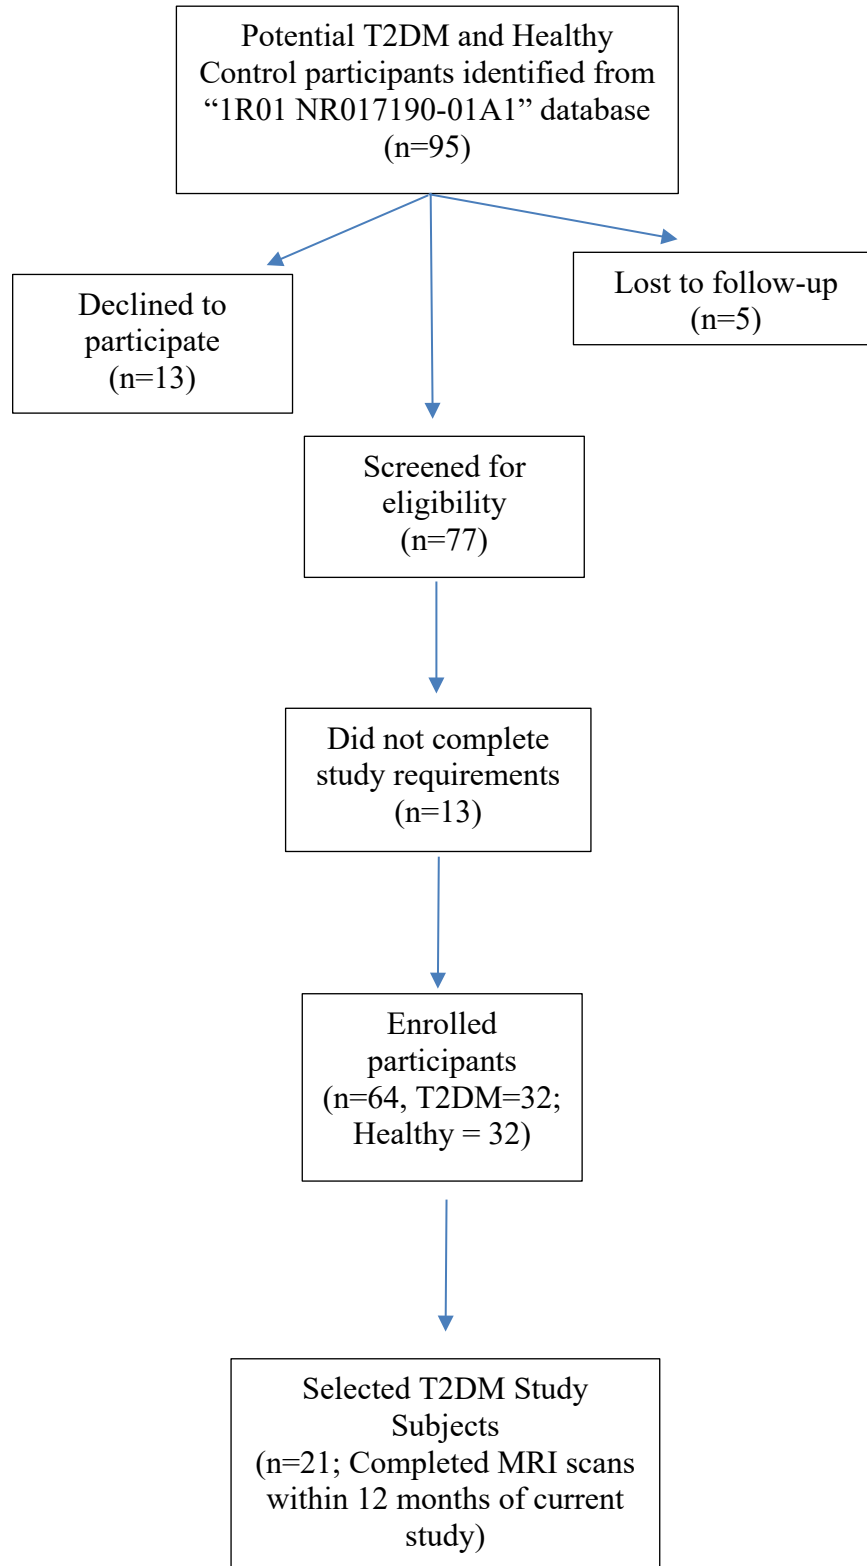 Potential T2DM and Healthy
Control participants identified from
“1R01 NR017190-01A1” database
(n=95)
Declined to
participate
(n=13)
Lost to follow-up
(n=5)
Screened for
eligibility
(n=77)
Did not complete
study requirements
(n=13)
Enrolled
participants
(n=64, T2DM=32;
Healthy = 32)
Selected T2DM Study
Subjects
(n=21; Completed MRI scans
within 12 months of current
study)